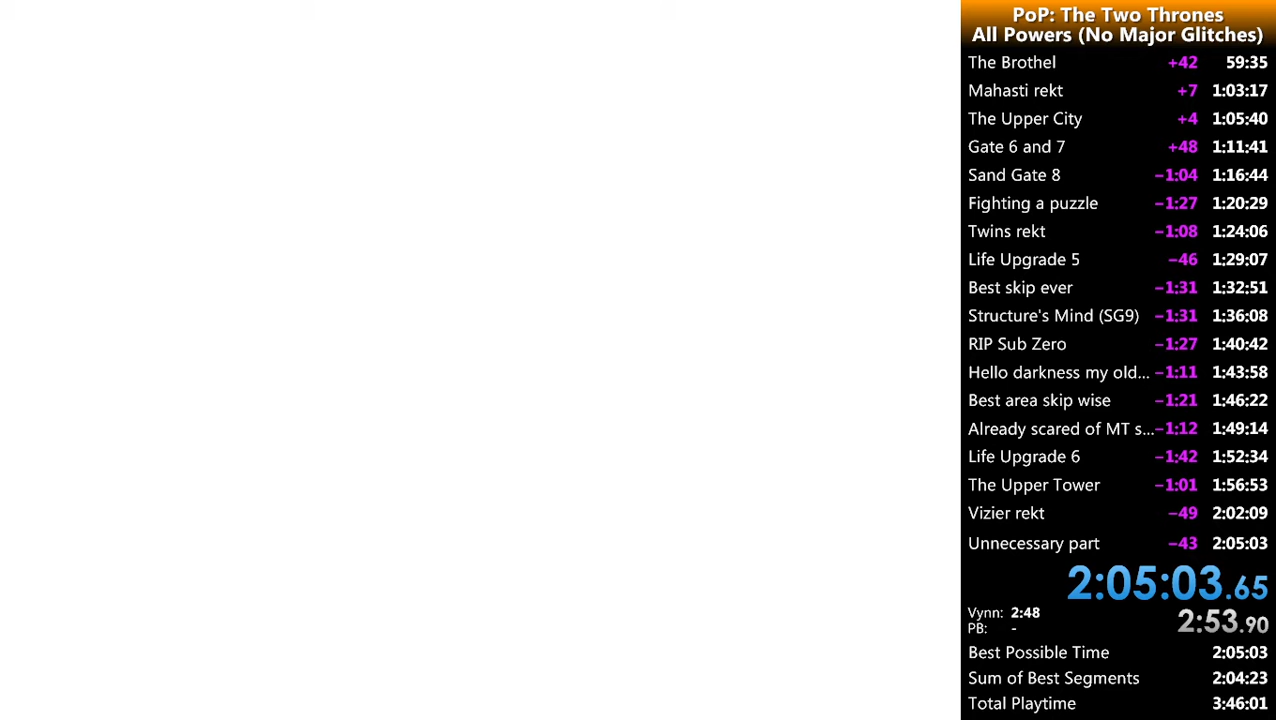 PoP: The Two Thrones
All Powers (No Major Glitches)
The Brothel +42 59:35
Mahasti rekt +7 1:03:17
The Upper City +4 1:05:40
Gate 6 and 7 +48 1:11:41
Sand Gate 8 −1:04 1:16:44
Fighting a puzzle −1:27 1:20:29
Twins rekt −1:08 1:24:06
Life Upgrade 5 −46 1:29:07
Best skip ever −1:31 1:32:51
Structure's Mind (SG9) −1:31 1:36:08
RIP Sub Zero −1:27 1:40:42
Hello darkness my old... −1:11 1:43:58
Best area skip wise −1:21 1:46:22
Already scared of MT s... −1:12 1:49:14
Life Upgrade 6 −1:42 1:52:34
The Upper Tower −1:01 1:56:53
Vizier rekt −49 2:02:09
Unnecessary part −43 2:05:03
2:05:03.65
Vynn: 2:48
PB: - 2:53.90
Best Possible Time 2:05:03
Sum of Best Segments 2:04:23
Total Playtime 3:46:01